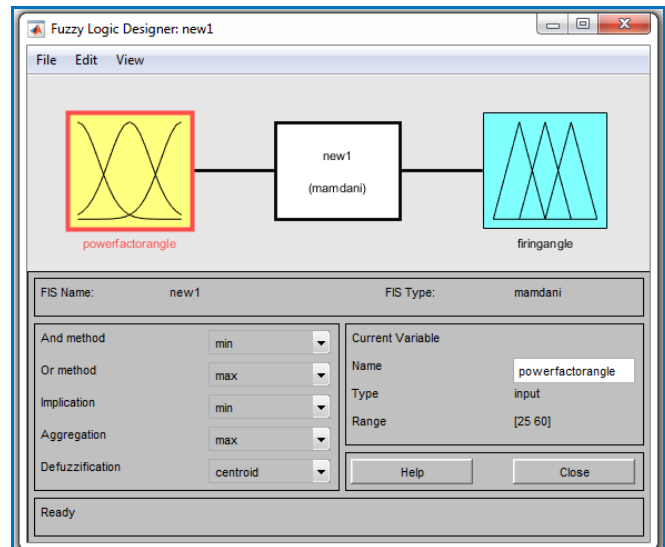 Fuzzy Logic Designer: new1
File Edit View
new1
(mamdani)
powerfactorangle
firingangle
FIS Name: new1 FIS Type: mamdani
And method min
Or method max
Implication min
Aggregation max
Defuzzification centroid
Current Variable
Name powerfactorangle
Type input
Range [25 60]
Help Close
Ready